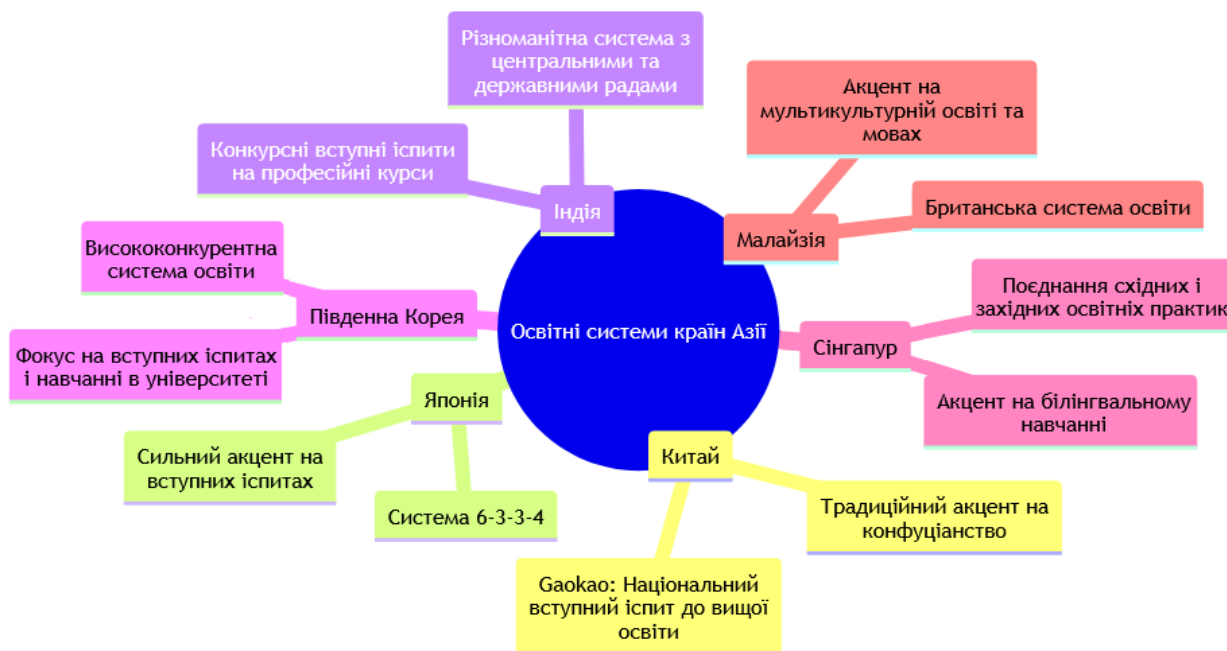 Різноманітна система з
центральними та
державними радами
Конкурсні вступні іспити
на професійні курси
Індія
Акцент на
мультикультурній освіті та
мовах
Британська система освіти
Малайзія
Висококонкурентна
система освіти
Південна Корея
Фокус на вступних іспитах
і навчанні в університеті
Освітні системи країн Азії
Поєднання східних і
західних освітніх практик
Сінгапур
Акцент на білінгвальному
навчанні
Японія
Сильний акцент на
вступних іспитах
Система 6-3-3-4
Китай
Традиційний акцент на
конфуціанство
Gaokao: Національний
вступний іспит до вищої
освіти